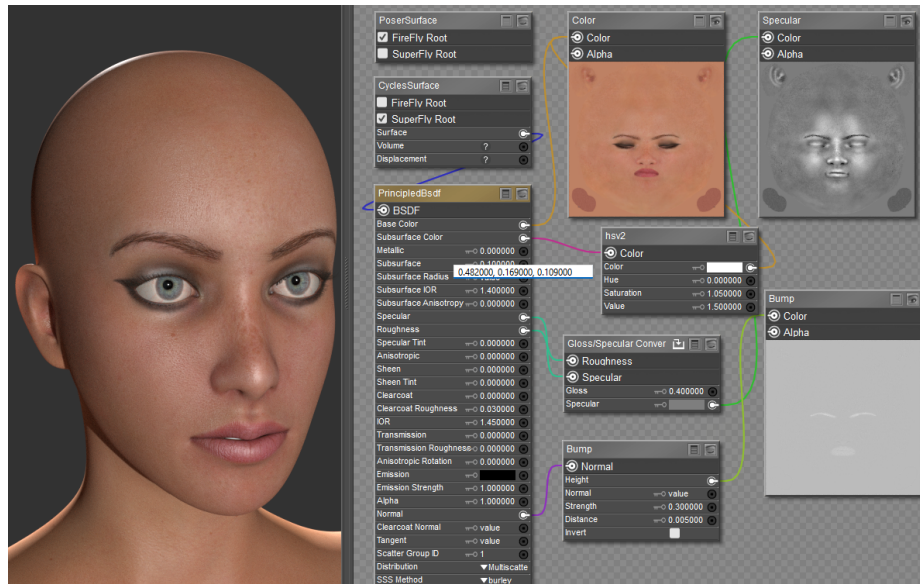 PoserSurface
FireFly Root
SuperFly Root
CyclesSurface
FireFly Root
SuperFly Root
Surface
Volume ?
Displacement ?
PrincipledBsdf
BSDF
Base Color
Subsurface Color
Metallic 0.000000
Subsurface 0.100000
Subsurface Radius
0.482000, 0.169000, 0.109000
Subsurface IOR 1.400000
Subsurface Anisotropy 0.000000
Specular
Roughness
Specular Tint 0.000000
Anisotropic 0.000000
Sheen 0.000000
Sheen Tint 0.000000
Clearcoat 0.000000
Clearcoat Roughness 0.030000
IOR 1.450000
Transmission 0.000000
Transmission Roughness 0.000000
Anisotropic Rotation 0.000000
Emission
Emission Strength 1.000000
Alpha 1.000000
Normal
Clearcoat Normal value
Tangent value
Scatter Group ID 1
Distribution Multiscatte
SSS Method burley
Color
Color
Alpha
Specular
Color
Alpha
hsv2
Color
Color
Hue 0.000000
Saturation 1.050000
Value 1.500000
Gloss/Specular Conver
Roughness
Specular
Gloss 0.400000
Specular
Bump
Normal
Height
Normal value
Strength 0.300000
Distance 0.005000
Invert
Bump
Color
Alpha